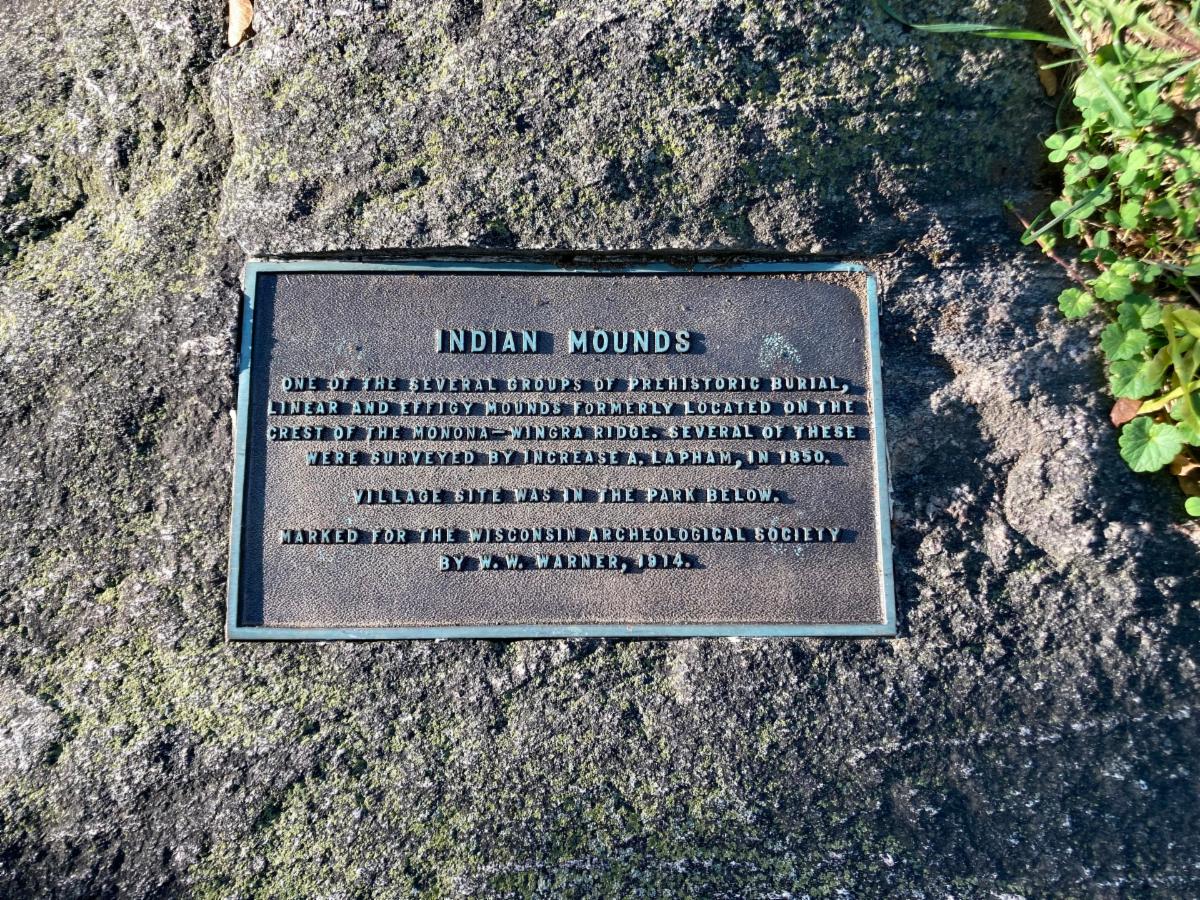 INDIAN MOUNDS
ONE OF THE SEVERAL GROUPS OF PREHISTORIC BURIAL,
LINEAR AND EFFIGY MOUNDS FORMERLY LOCATED ON THE
CREST OF THE MONONA—WINGRA RIDGE. SEVERAL OF THESE
WERE SURVEYED BY INCREASE A. LAPHAM, IN 1850.
VILLAGE SITE WAS IN THE PARK BELOW.
MARKED FOR THE WISCONSIN ARCHEOLOGICAL SOCIETY
BY W. W. WARNER, 1914.